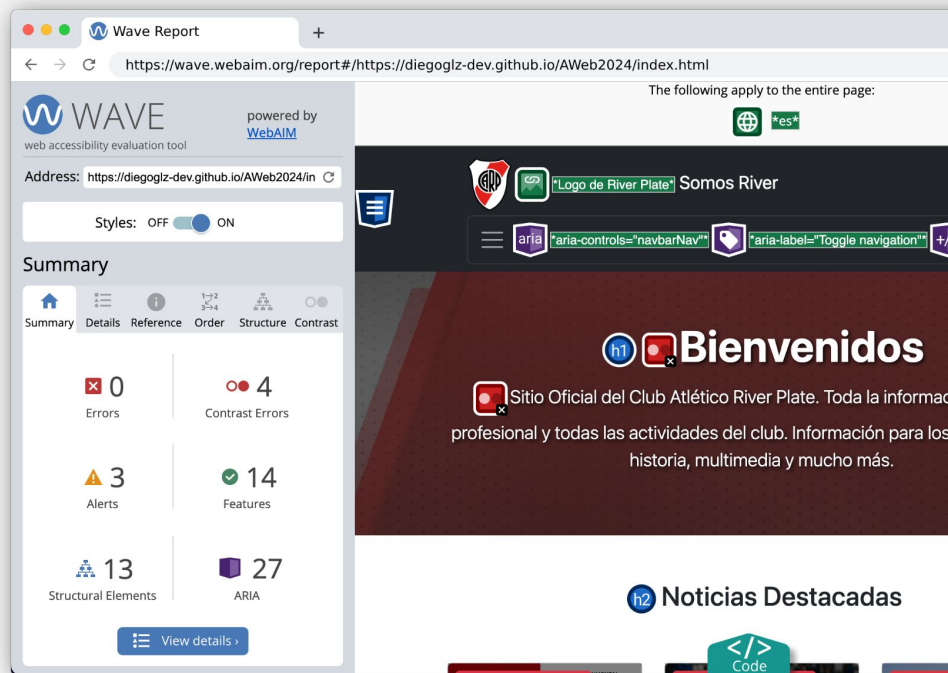 Wave Report
https://wave.webaim.org/report#/https://diegoglz-dev.github.io/AWeb2024/index.html
WAVE
web accessibility evaluation tool
powered by
WebAIM
Address: https://diegoglz-dev.github.io/AWeb2024/in
Styles: OFF ON
Summary
Summary Details Reference Order Structure Contrast
0
Errors
4
Contrast Errors
3
Alerts
14
Features
13
Structural Elements
27
ARIA
View details ›
The following apply to the entire page:
*es*
CARP *Logo de River Plate* Somos River
aria *aria-controls="navbarNav"* *aria-label="Toggle navigation"* +/
h1 Bienvenidos
Sitio Oficial del Club Atlético River Plate. Toda la informac
profesional y todas las actividades del club. Información para los
historia, multimedia y mucho más.
h2 Noticias Destacadas
</>
Code